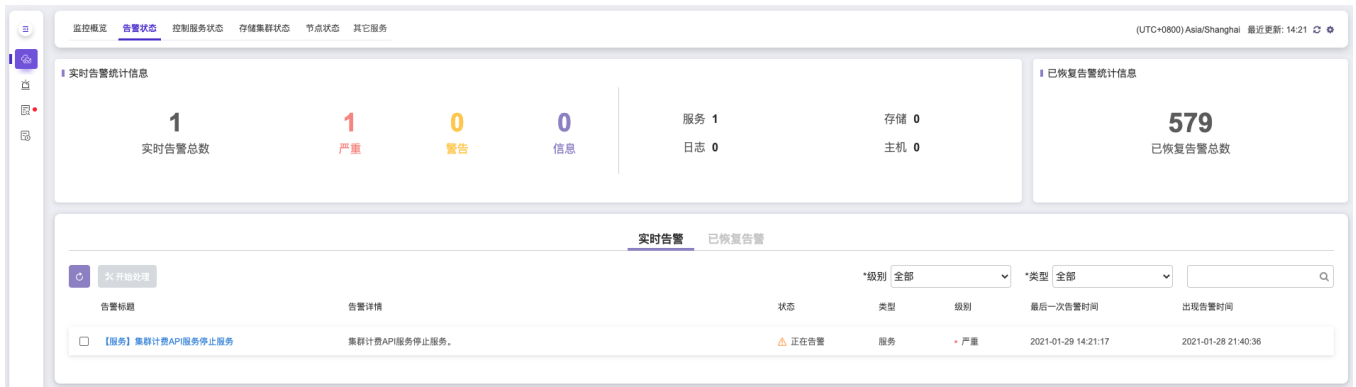 监控概览 告警状态 控制服务状态 存储集群状态 节点状态 其它服务 (UTC+0800) Asia/Shanghai 最近更新: 14:21
实时告警统计信息 已恢复告警统计信息
1 1 0 0 服务 1 存储 0 579
实时告警总数 严重 警告 信息 日志 0 主机 0 已恢复告警总数
实时告警 已恢复告警
开始处理 *级别 全部 *类型 全部
告警标题 告警详情 状态 类型 级别 最后一次告警时间 出现告警时间
【服务】集群计费API服务停止服务 集群计费API服务停止服务。 正在告警 服务 严重 2021-01-29 14:21:17 2021-01-28 21:40:36